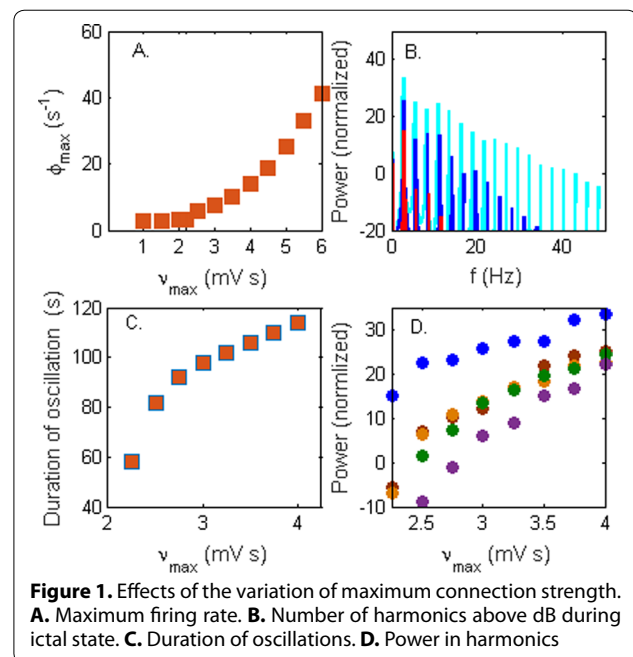 A.
60
40
20
0
ϕmax (s-1)
1 2 3 4 5 6
νmax (mV s)
B.
40
20
0
-20
Power (normalized)
0 20 40
f (Hz)
C.
120
100
80
60
40
Duration of oscillation (s)
2 3 4
νmax (mV s)
D.
30
20
10
0
-10
Power (normlized)
2.5 3 3.5 4
νmax (mV s)
Figure 1. Effects of the variation of maximum connection strength.
A. Maximum firing rate. B. Number of harmonics above dB during
ictal state. C. Duration of oscillations. D. Power in harmonics